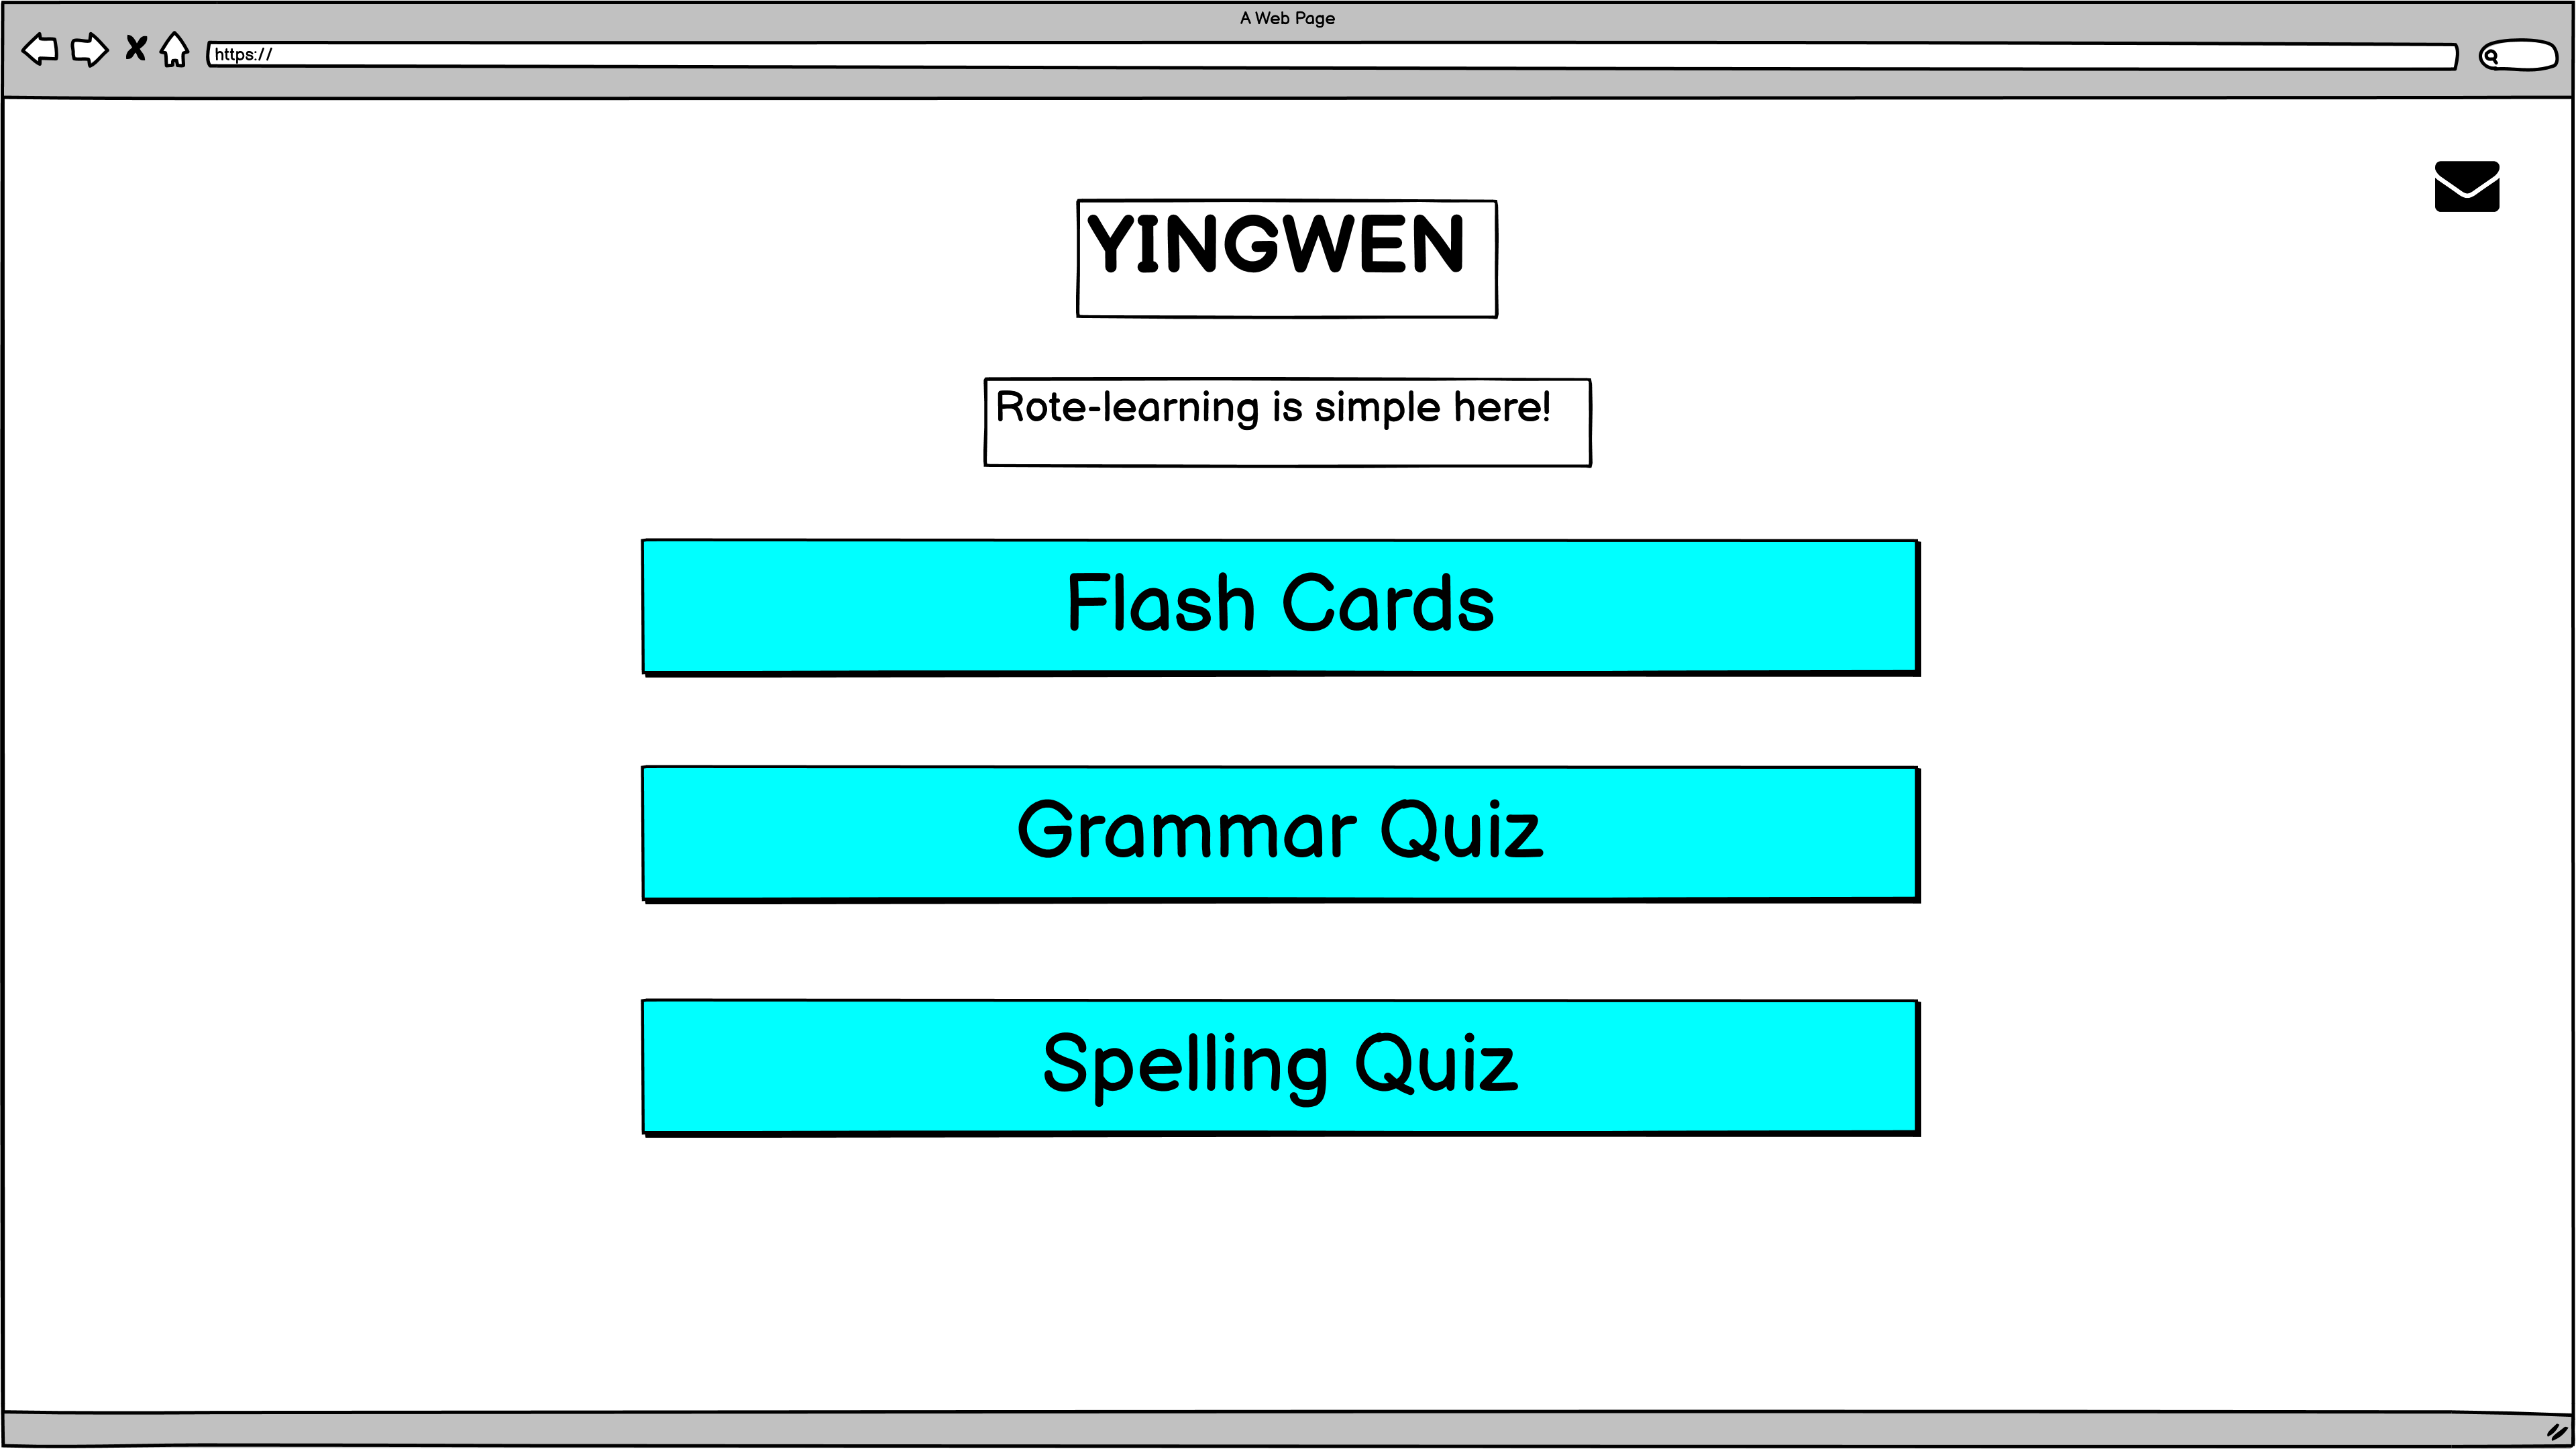 A Web Page
https://
YINGWEN
Rote-learning is simple here!
Flash Cards
Grammar Quiz
Spelling Quiz